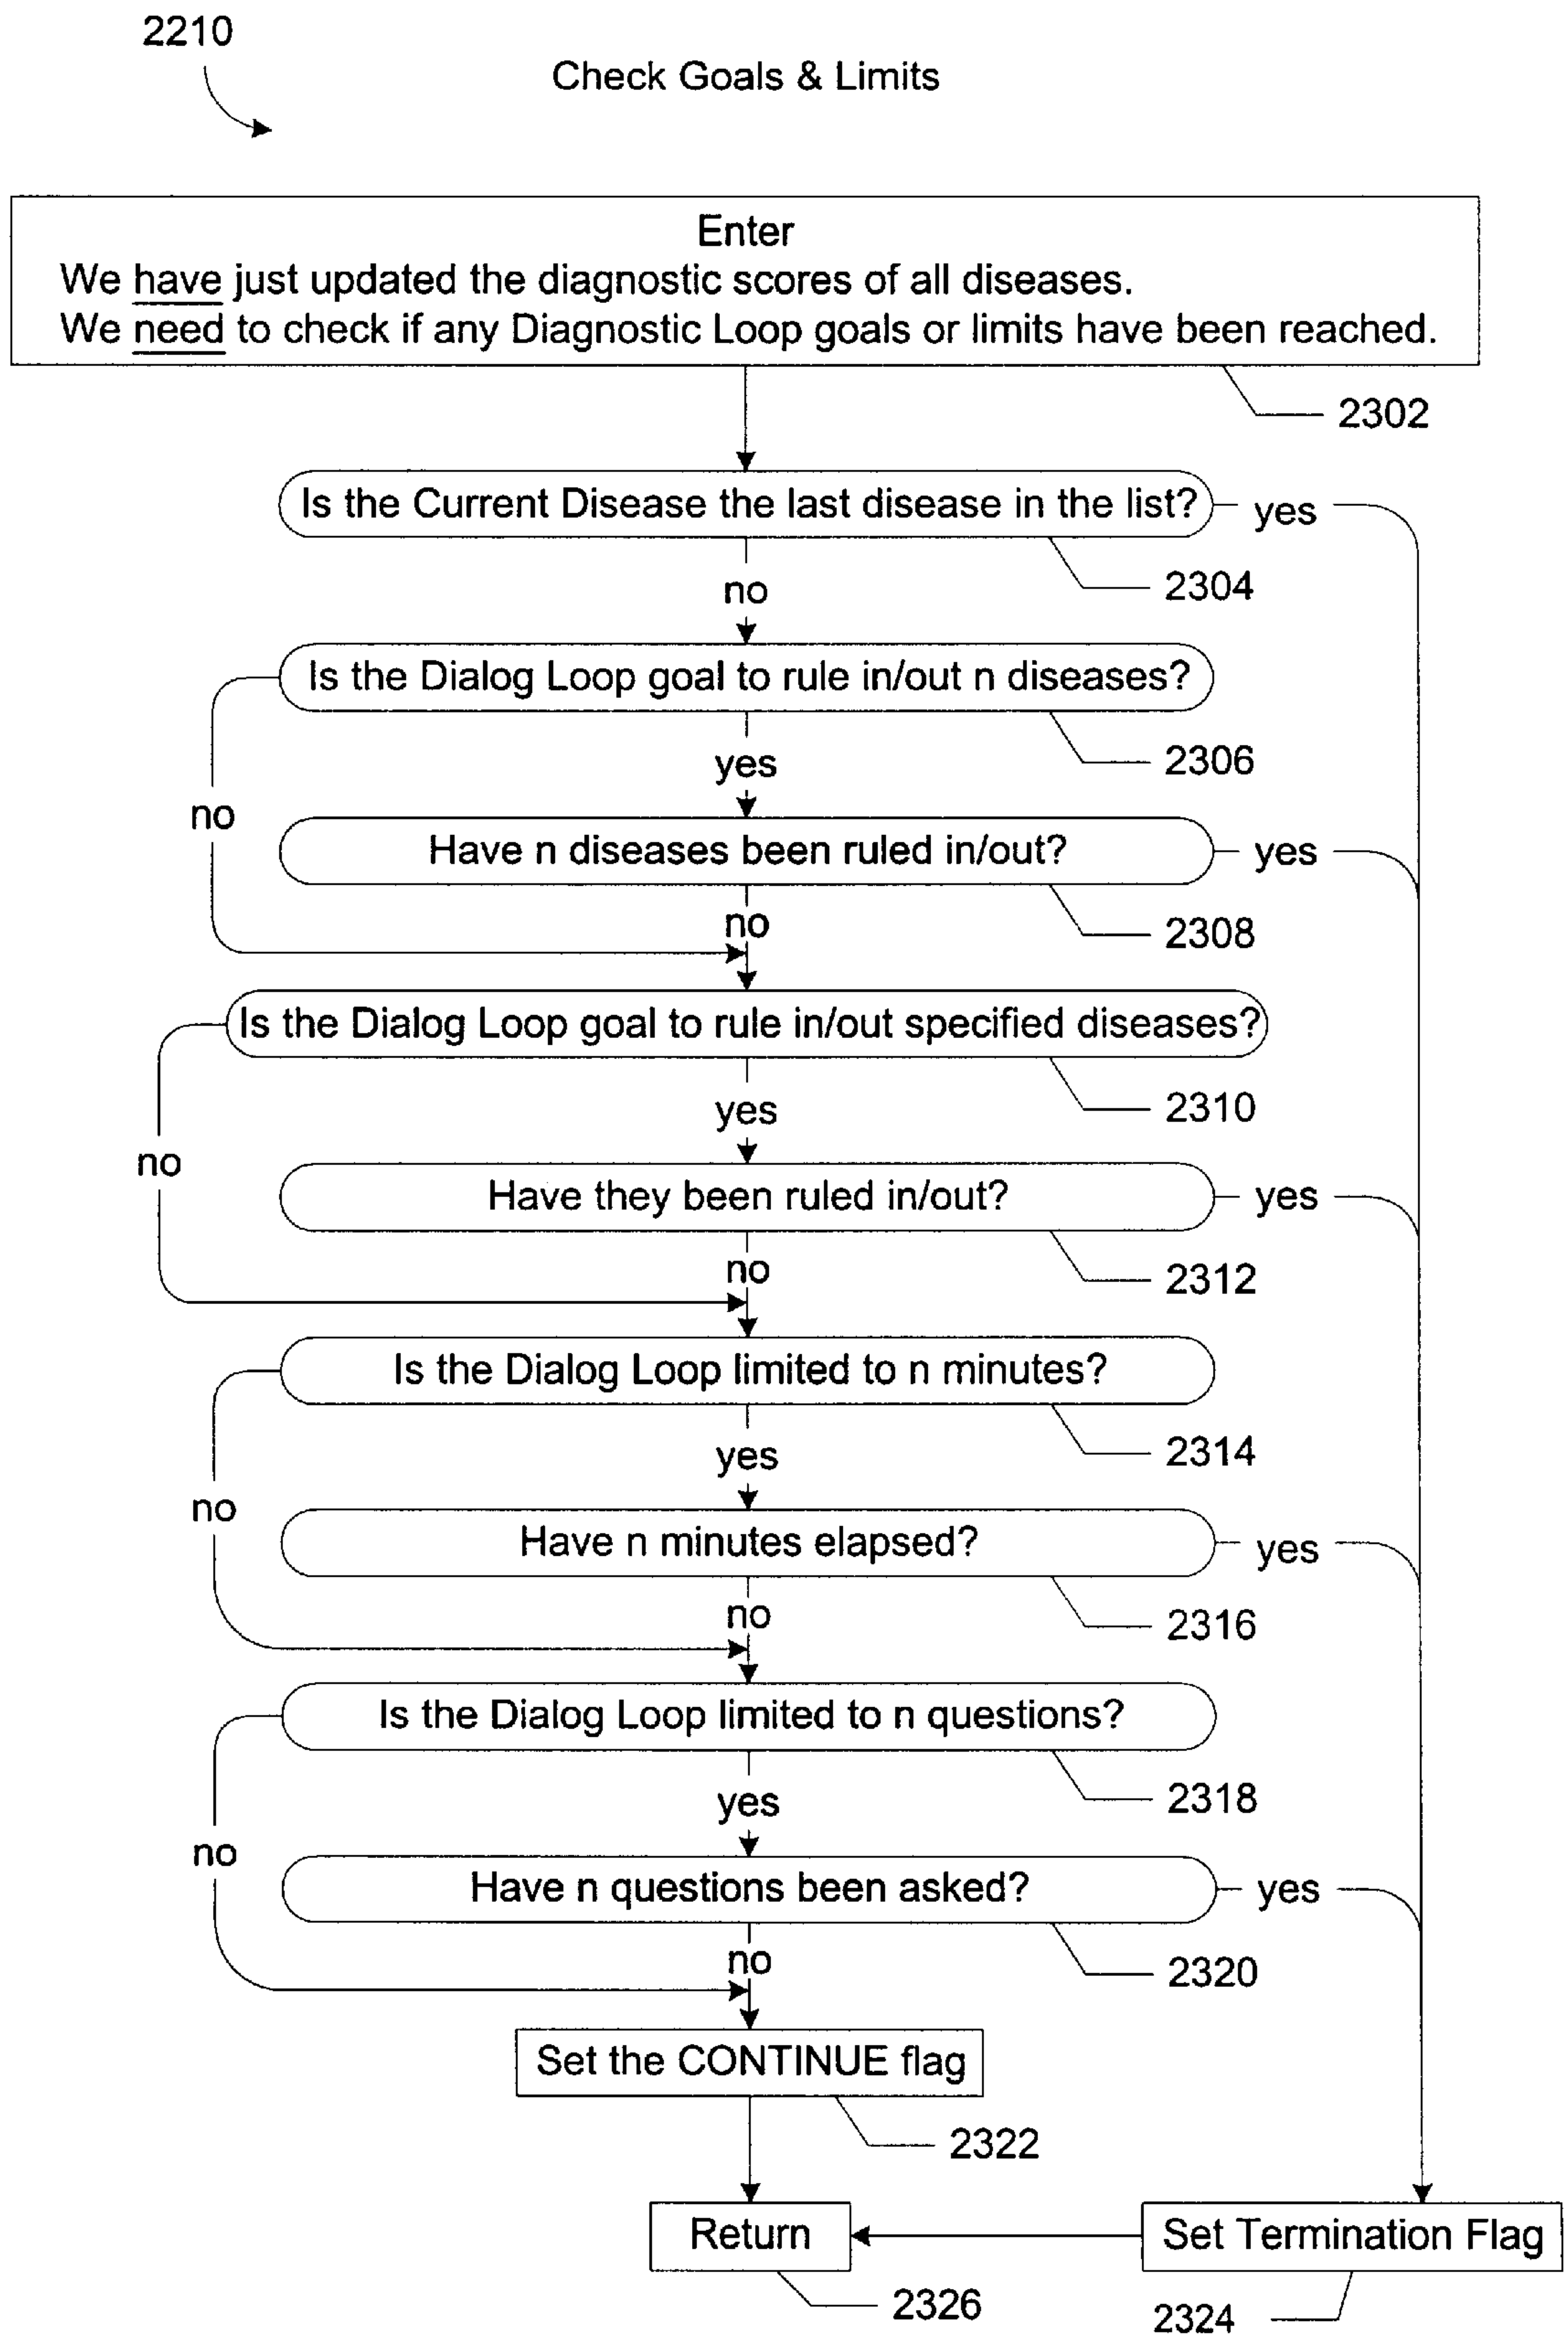 2210
Check Goals & Limits
Enter
We have just updated the diagnostic scores of all diseases.
We need to check if any Diagnostic Loop goals or limits have been reached.
2302
Is the Current Disease the last disease in the list?
yes
2304
no
Is the Dialog Loop goal to rule in/out n diseases?
2306
yes
no
Have n diseases been ruled in/out?
yes
2308
no
Is the Dialog Loop goal to rule in/out specified diseases?
2310
yes
no
Have they been ruled in/out?
yes
2312
no
Is the Dialog Loop limited to n minutes?
2314
yes
no
Have n minutes elapsed?
yes
2316
no
Is the Dialog Loop limited to n questions?
2318
yes
no
Have n questions been asked?
yes
2320
no
Set the CONTINUE flag
2322
Return
Set Termination Flag
2326
2324